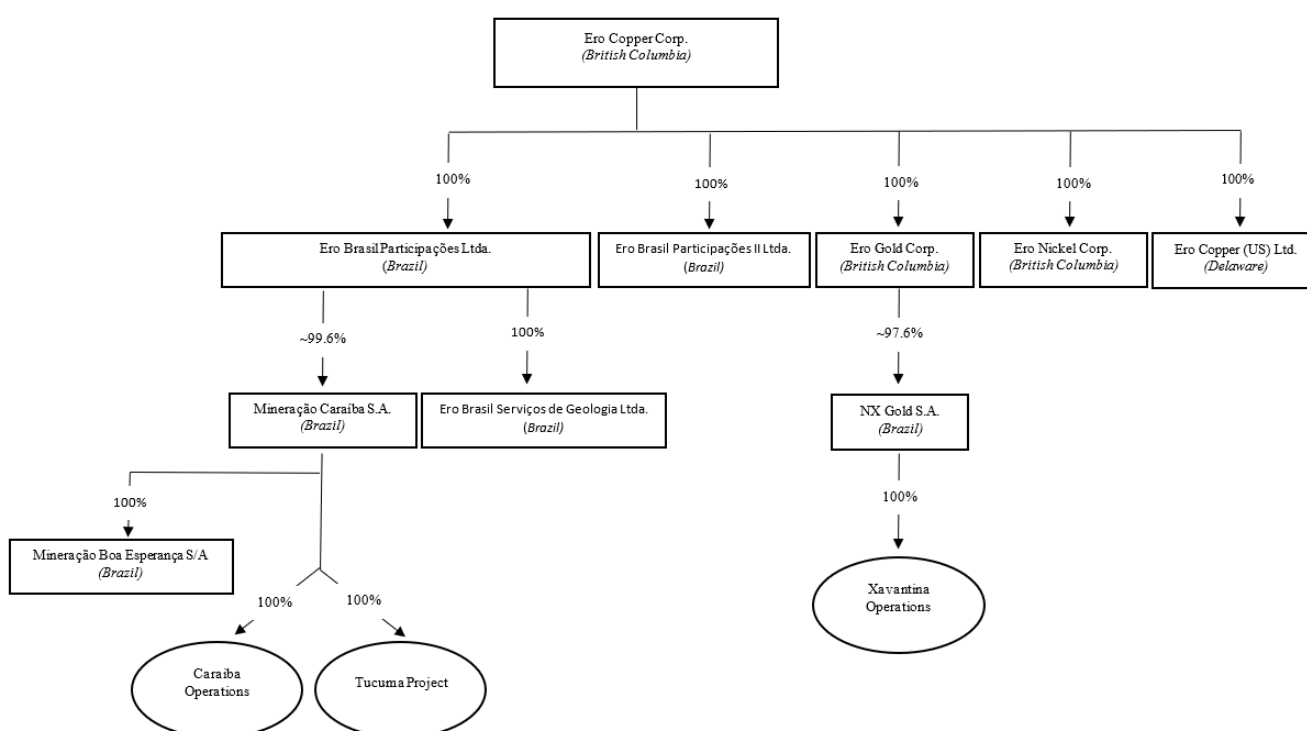 Ero Copper Corp.
(British Columbia)
100%
100%
100%
100%
100%
Ero Brasil Participações Ltda.
(Brazil)
Ero Brasil Participações II Ltda.
(Brazil)
Ero Gold Corp.
(British Columbia)
Ero Nickel Corp.
(British Columbia)
Ero Copper (US) Ltd.
(Delaware)
~99.6%
100%
~97.6%
Mineração Caraíba S.A.
(Brazil)
Ero Brasil Serviços de Geologia Ltda.
(Brazil)
NX Gold S.A.
(Brazil)
100%
100%
Mineração Boa Esperança S/A
(Brazil)
100%
100%
Xavantina
Operations
Caraíba
Operations
Tucuma Project